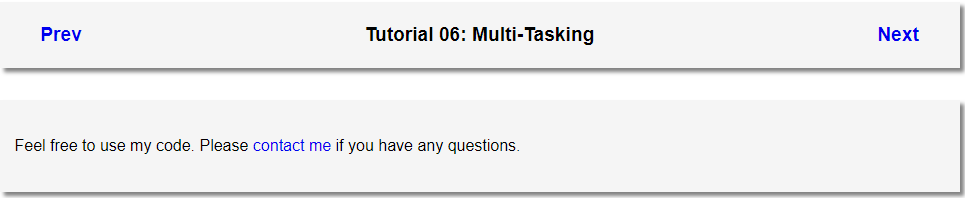 Prev Tutorial 06: Multi-Tasking Next
Feel free to use my code. Please contact me if you have any questions.